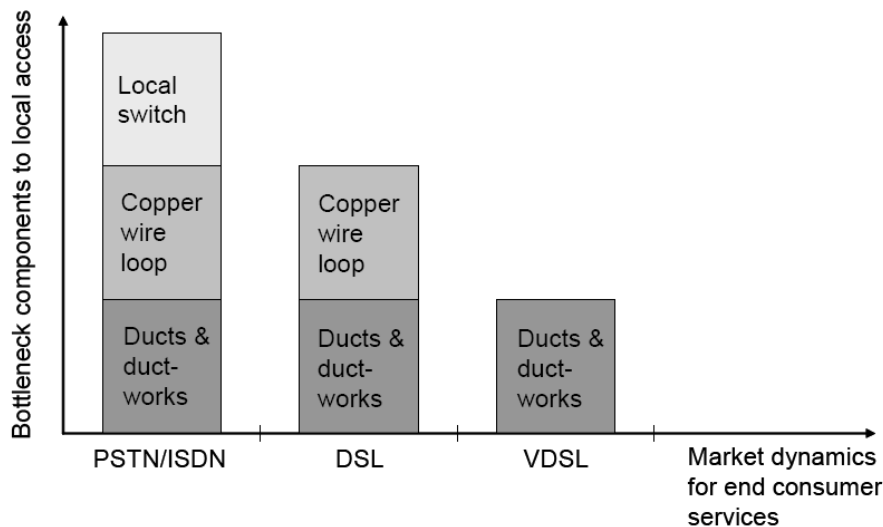 Bottleneck components to local access
Local
switch
Copper
wire
loop
Ducts &
duct-
works
Copper
wire
loop
Ducts &
duct-
works
Ducts &
duct-
works
PSTN/ISDN
DSL
VDSL
Market dynamics
for end consumer
services